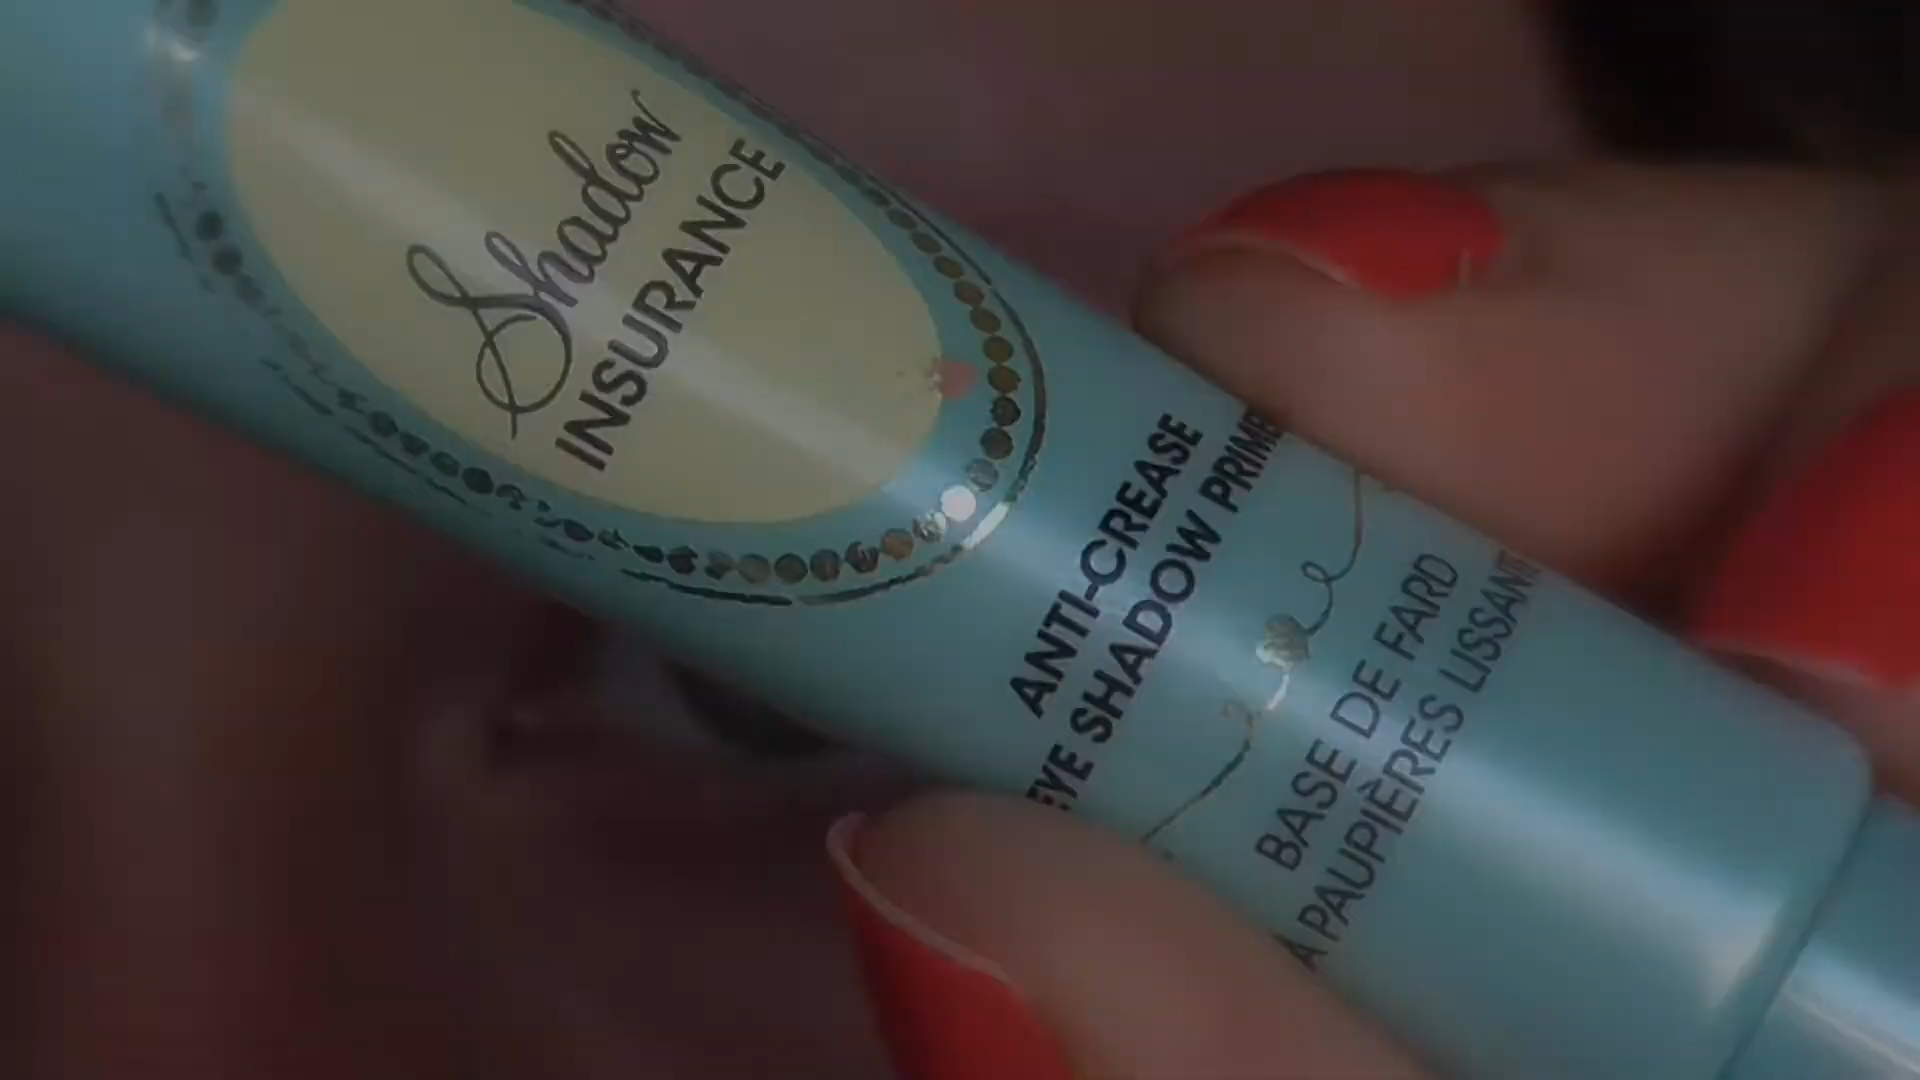 Shadow
INSURANCE
ANTI-CREASE
EYE SHADOW PRIME
BASE DE FARD
À PAUPIÈRES LISSANT